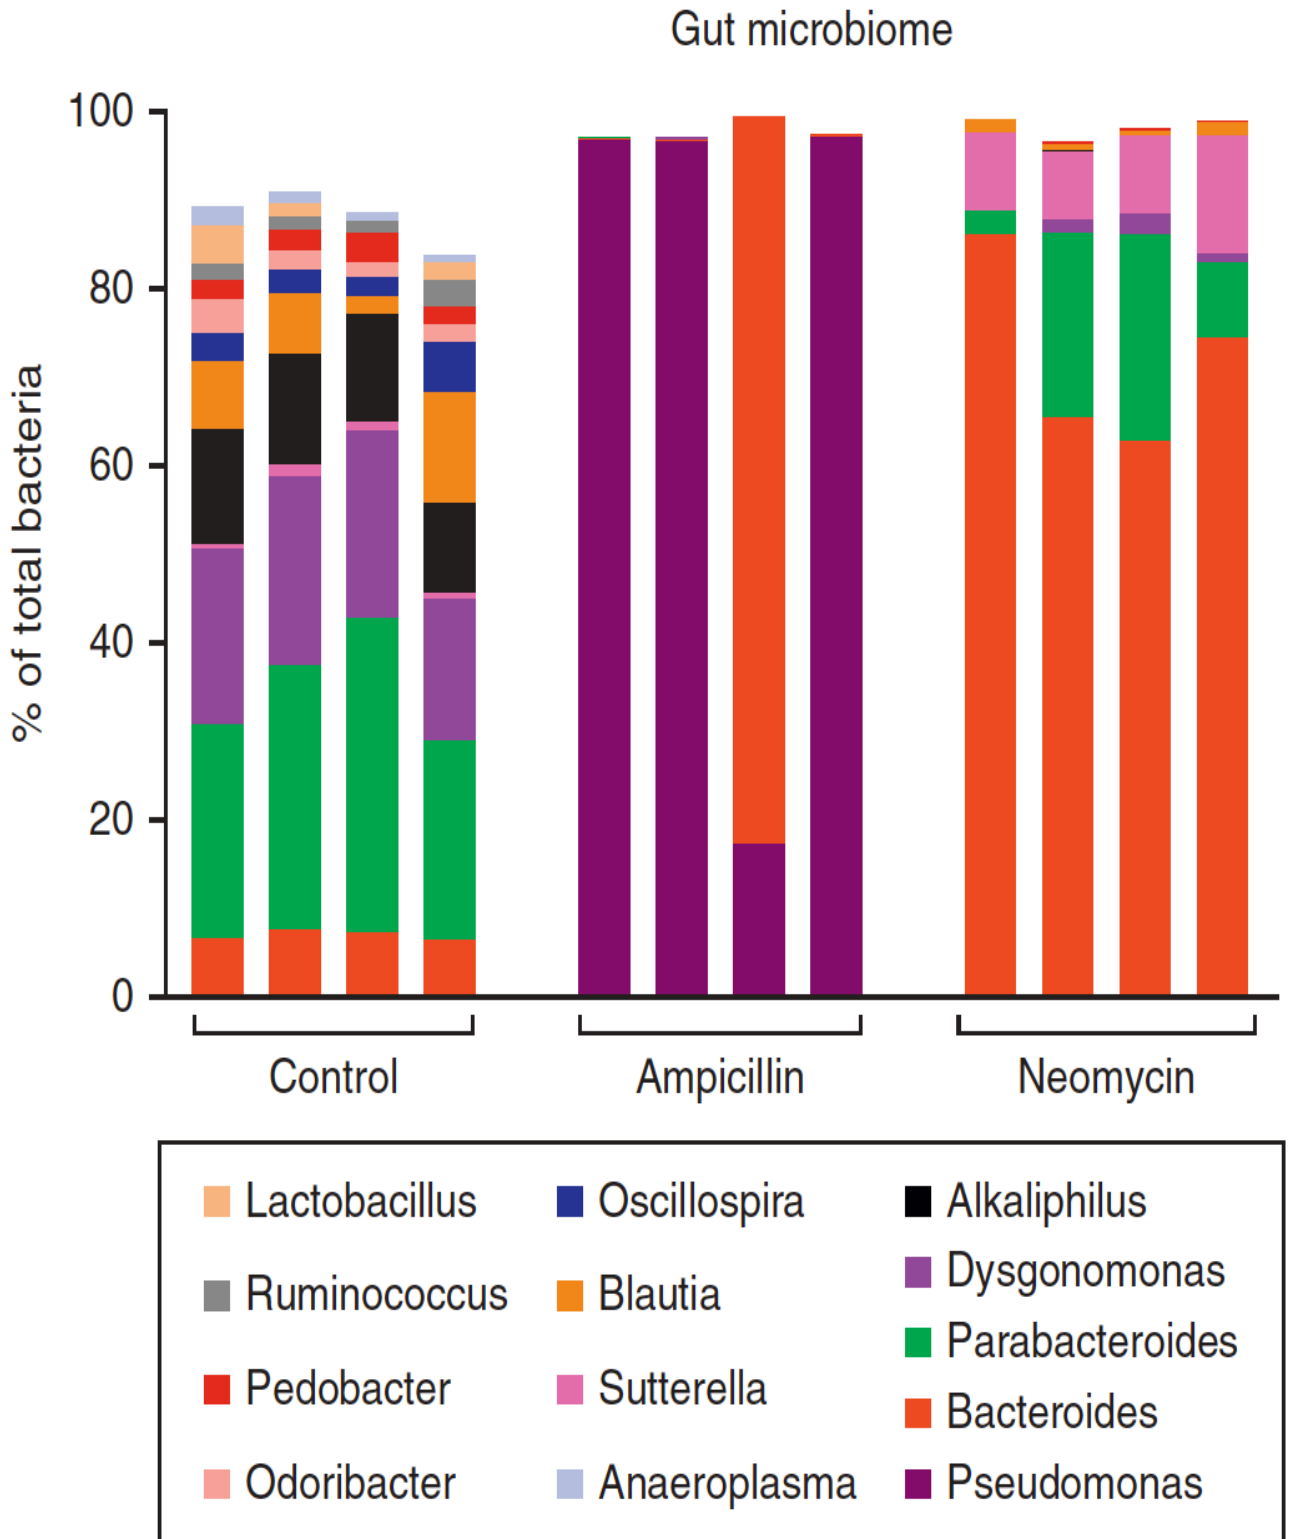 Gut microbiome
% of total bacteria
100
80
60
40
20
0
Control
Ampicillin
Neomycin
Lactobacillus
Ruminococcus
Pedobacter
Odoribacter
Oscillospira
Blautia
Sutterella
Anaeroplasma
Alkaliphilus
Dysgonomonas
Parabacteroides
Bacteroides
Pseudomonas